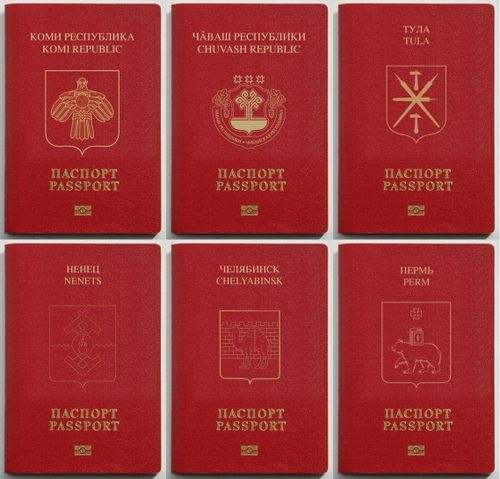 КОМИ РЕСПУБЛИКА
KOMI REPUBLIC
ПАСПОРТ
PASSPORT
ЧӐВАШ РЕСПУБЛИКИ
CHUVASH REPUBLIC
ПАСПОРТ
PASSPORT
ТУЛА
TULA
ПАСПОРТ
PASSPORT
НЕНЕЦ
NENETS
ПАСПОРТ
PASSPORT
ЧЕЛЯБИНСК
CHELYABINSK
ПАСПОРТ
PASSPORT
ПЕРМЬ
PERM
ПАСПОРТ
PASSPORT